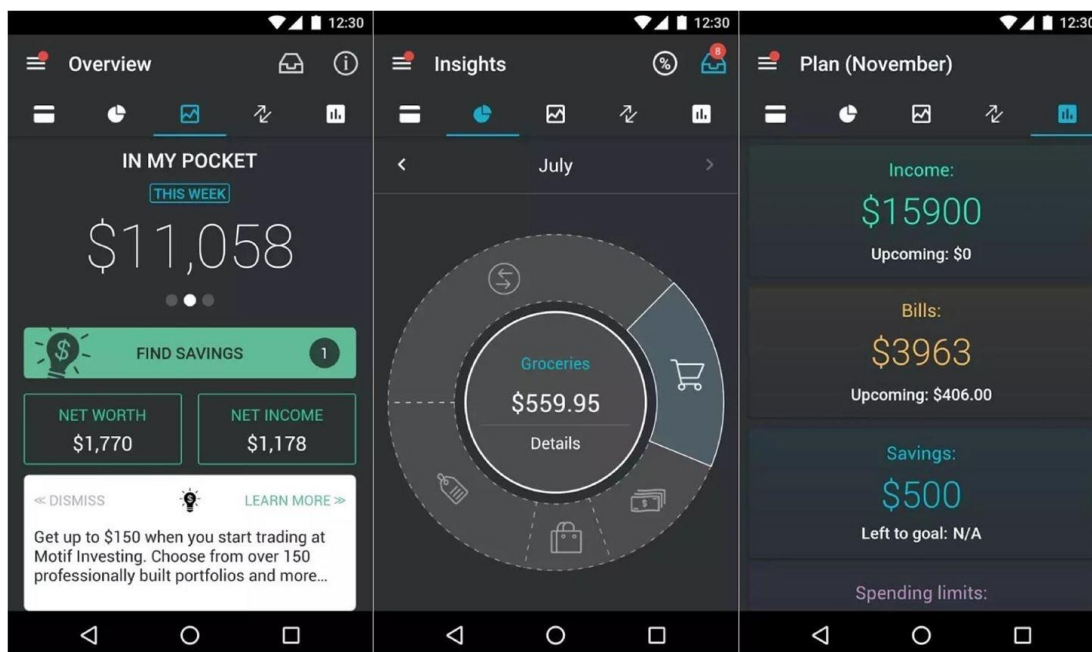 12:30
Overview
IN MY POCKET
THIS WEEK
$11,058
FIND SAVINGS 1
NET WORTH
$1,770
NET INCOME
$1,178
≪ DISMISS
LEARN MORE ≫
Get up to $150 when you start trading at
Motif Investing. Choose from over 150
professionally built portfolios and more...
12:30
Insights
% 8
July
Groceries
$559.95
Details
12:30
Plan (November)
Income:
$15900
Upcoming: $0
Bills:
$3963
Upcoming: $406.00
Savings:
$500
Left to goal: N/A
Spending limits: